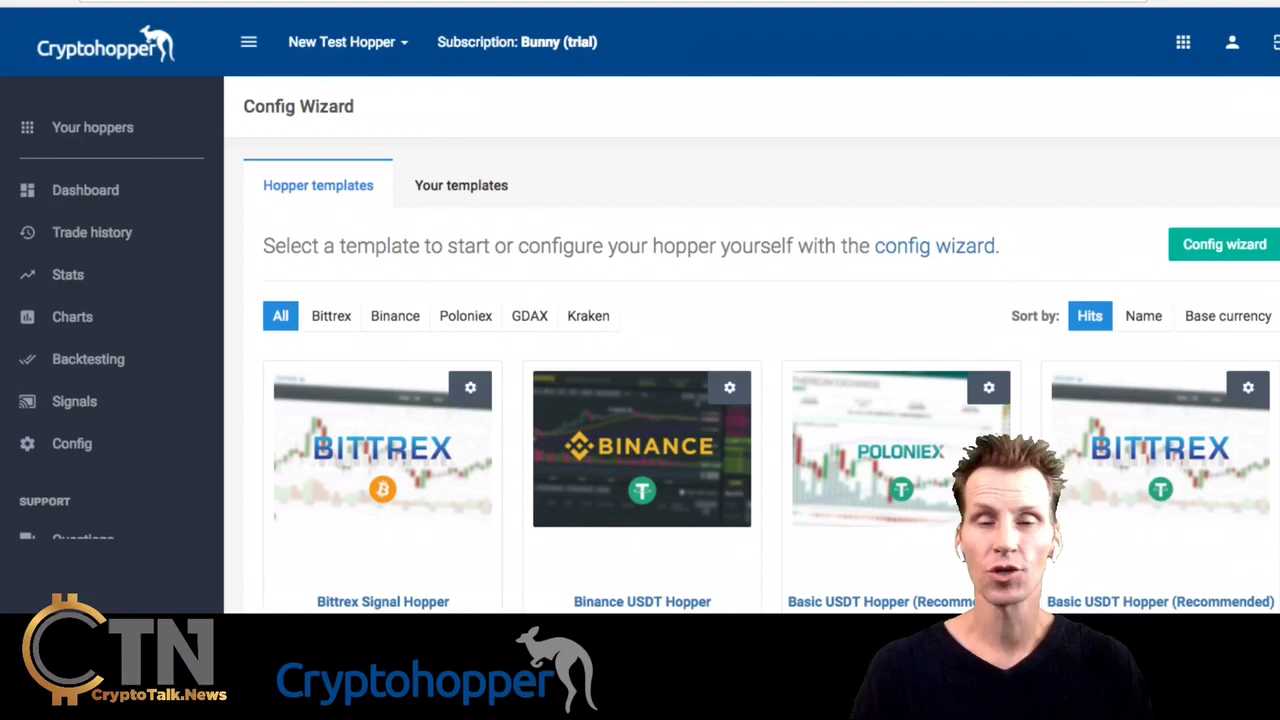 Cryptohopper
New Test Hopper
Subscription: Bunny (trial)
Config Wizard
Your hoppers
Dashboard
Trade history
Stats
Charts
Backtesting
Signals
Config
SUPPORT
Questions
Hopper templates
Your templates
Select a template to start or configure your hopper yourself with the config wizard.
Config wizard
All
Bittrex
Binance
Poloniex
GDAX
Kraken
Sort by:
Hits
Name
Base currency
BITTREX
BINANCE
POLONIEX
BITTREX
Bittrex Signal Hopper
Binance USDT Hopper
Basic USDT Hopper (Recomm
Basic USDT Hopper (Recommended)
CTN
CryptoTalk.News
Cryptohopper